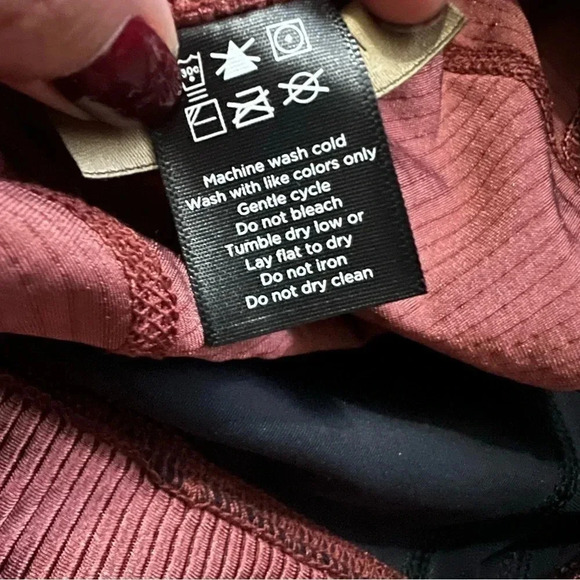 Machine wash cold
Wash with like colors only
Gentle cycle
Do not bleach
Tumble dry low or
Lay flat to dry
Do not iron
Do not dry clean